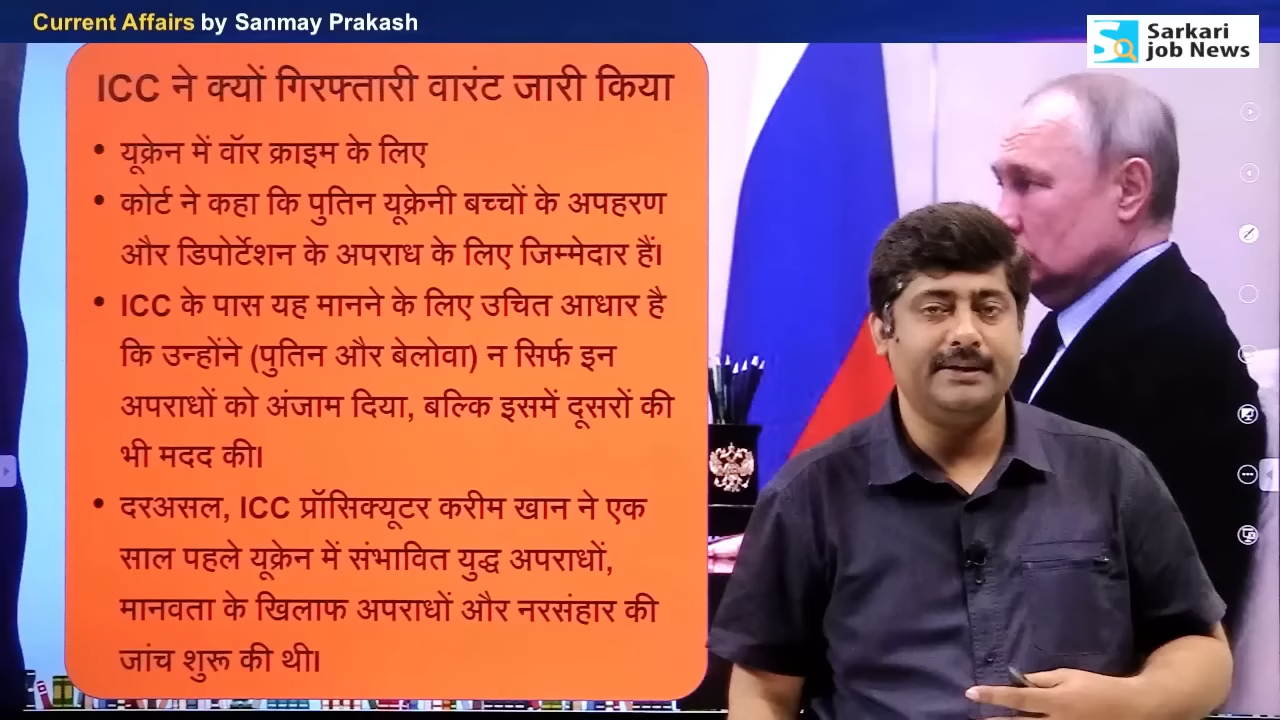 Current Affairs by Sanmay Prakash
Sarkari
job News
ICC ने क्यों गिरफ्तारी वारंट जारी किया
• यूक्रेन में वॉर क्राइम के लिए
• कोर्ट ने कहा कि पुतिन यूक्रेनी बच्चों के अपहरण
और डिपोर्टेशन के अपराध के लिए जिम्मेदार हैं।
• ICC के पास यह मानने के लिए उचित आधार है
कि उन्होंने (पुतिन और बेलोवा) न सिर्फ इन
अपराधों को अंजाम दिया, बल्कि इसमें दूसरों की
भी मदद की।
• दरअसल, ICC प्रॉसिक्यूटर करीम खान ने एक
साल पहले यूक्रेन में संभावित युद्ध अपराधों,
मानवता के खिलाफ अपराधों और नरसंहार की
जांच शुरू की थी।